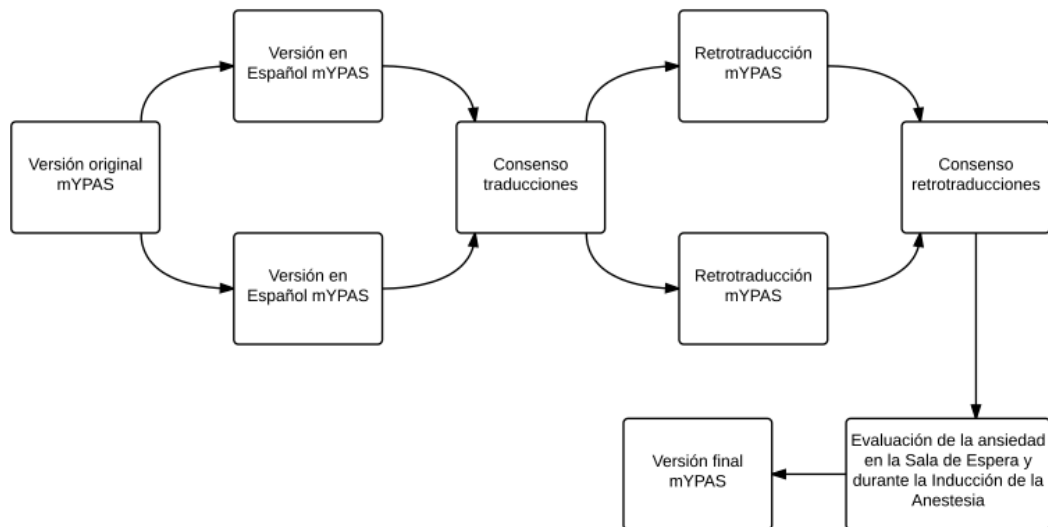 Versión original
mYPAS
Versión en
Español mYPAS
Versión en
Español mYPAS
Consenso
traducciones
Retrotraducción
mYPAS
Retrotraducción
mYPAS
Consenso
retrotraducciones
Evaluación de la ansiedad
en la Sala de Espera y
durante la Inducción de la
Anestesia
Versión final
mYPAS